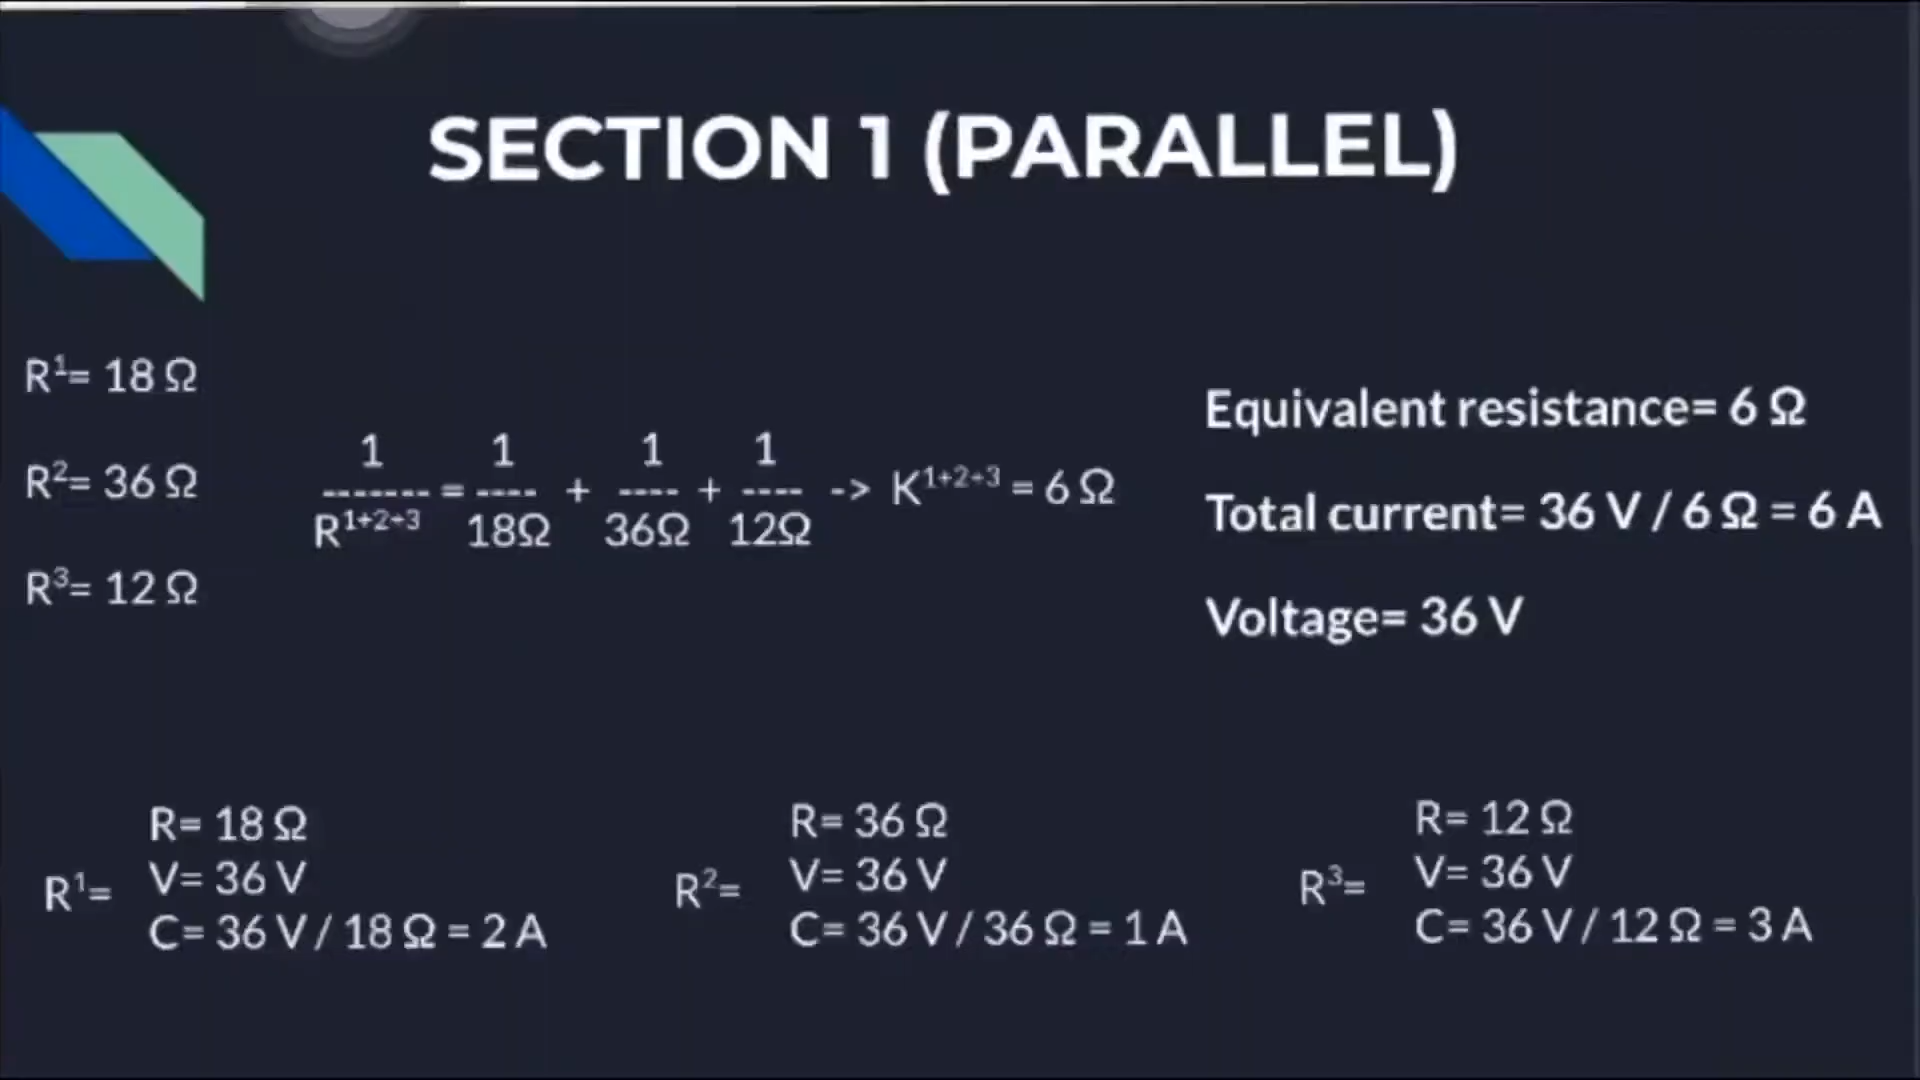 SECTION 1 (PARALLEL)
R¹= 18 Ω
R²= 36 Ω
R³= 12 Ω
1 1 1 1
------- = ---- + ---- + ---- -> K¹⁺²⁺³ = 6 Ω
R¹⁺²⁺³ 18Ω 36Ω 12Ω
Equivalent resistance= 6 Ω
Total current= 36 V / 6 Ω = 6 A
Voltage= 36 V
R¹=
R= 18 Ω
V= 36 V
C= 36 V / 18 Ω = 2 A
R²=
R= 36 Ω
V= 36 V
C= 36 V / 36 Ω = 1 A
R³=
R= 12 Ω
V= 36 V
C= 36 V / 12 Ω = 3 A